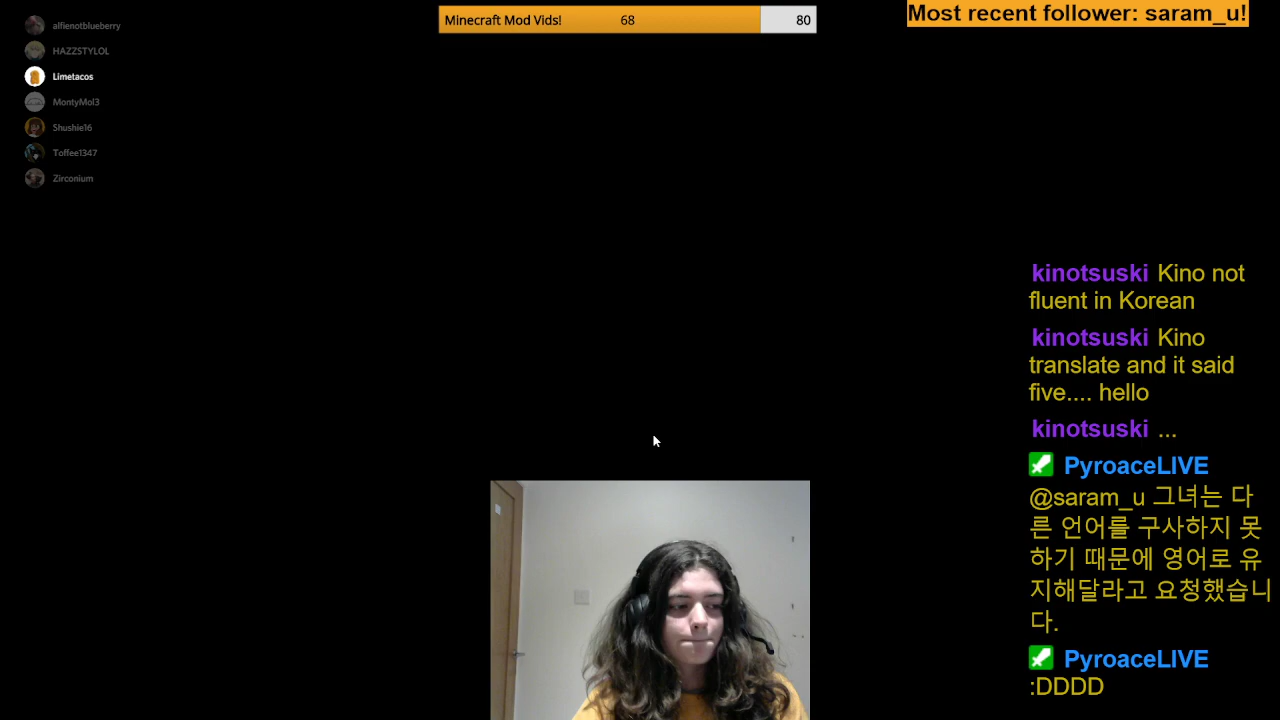 alfienotblueberry
HAZZSTYLOL
Limetacos
MontyMol3
Shushie16
Toffee1347
Zirconium
Minecraft Mod Vids! 68 80
Most recent follower: saram_u!
kinotsuski Kino not
fluent in Korean
kinotsuski Kino
translate and it said
five.... hello
kinotsuski ...
PyroaceLIVE
@saram_u 그녀는 다
른 언어를 구사하지 못
하기 때문에 영어로 유
지해달라고 요청했습니
다.
PyroaceLIVE
:DDDD